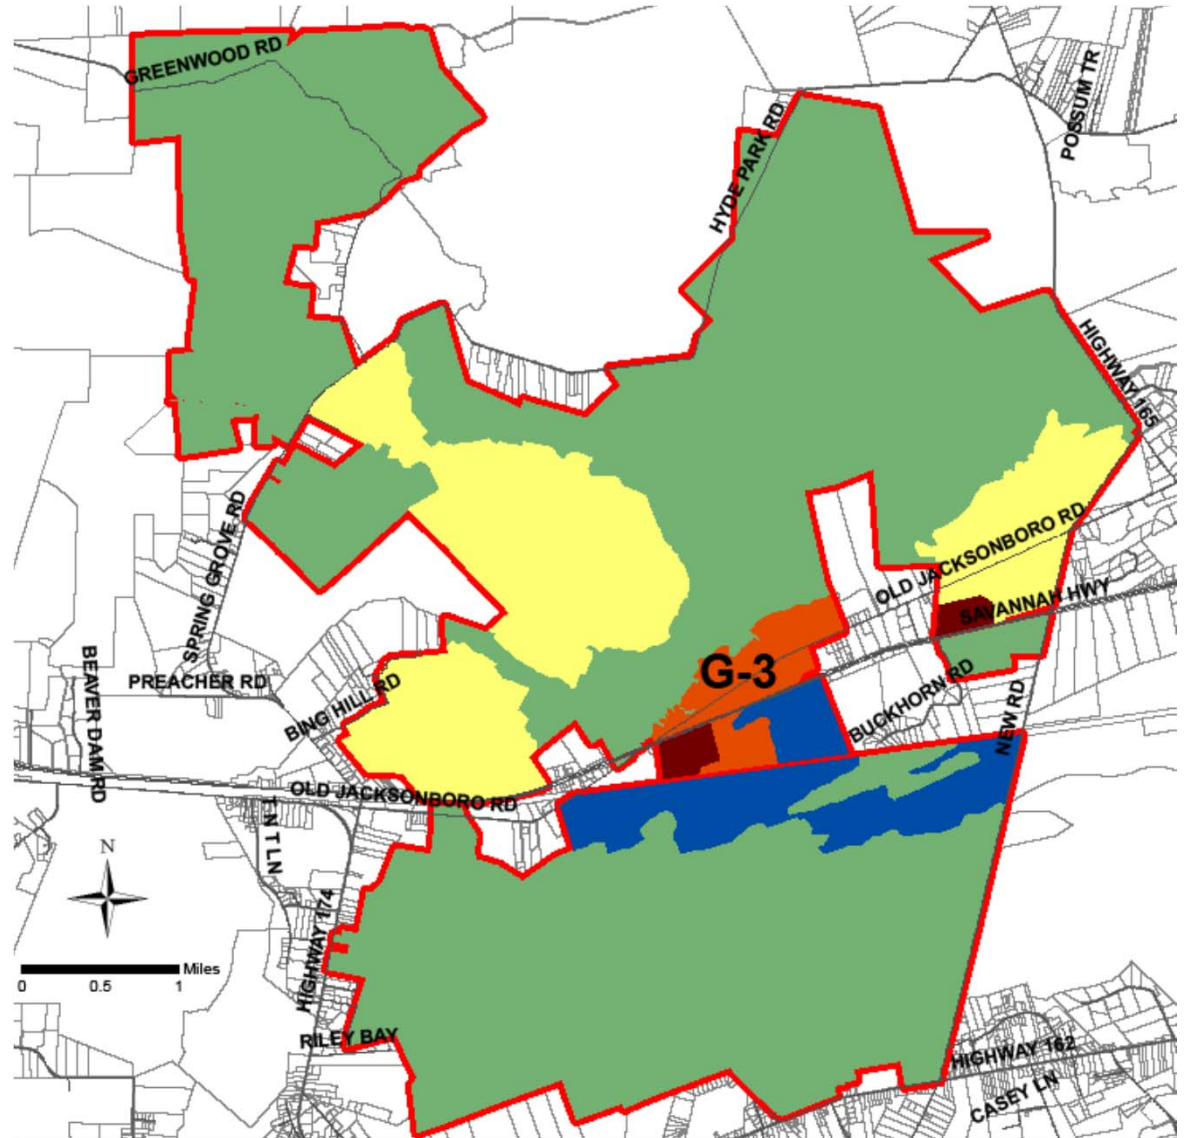 GREENWOOD RD
POSSUM TR
HYDE PARK RD
HIGHWAY 165
SPRING GROVE RD
OLD JACKSONBORO RD
SAVANNAH HWY
G-3
BEAVER DAM RD
PREACHER RD
BING HILL RD
BUCKHORN RD
NEW RD
OLD JACKSONBORO RD
T N T LN
N
HIGHWAY 174
Miles
0 0.5 1
RILEY BAY
HIGHWAY 162
CASEY LN